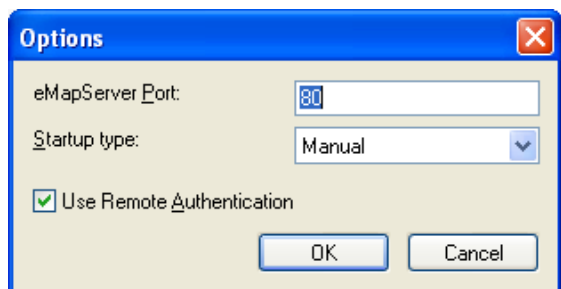 Options
eMapServer Port: 80
Startup type: Manual
Use Remote Authentication
OK Cancel